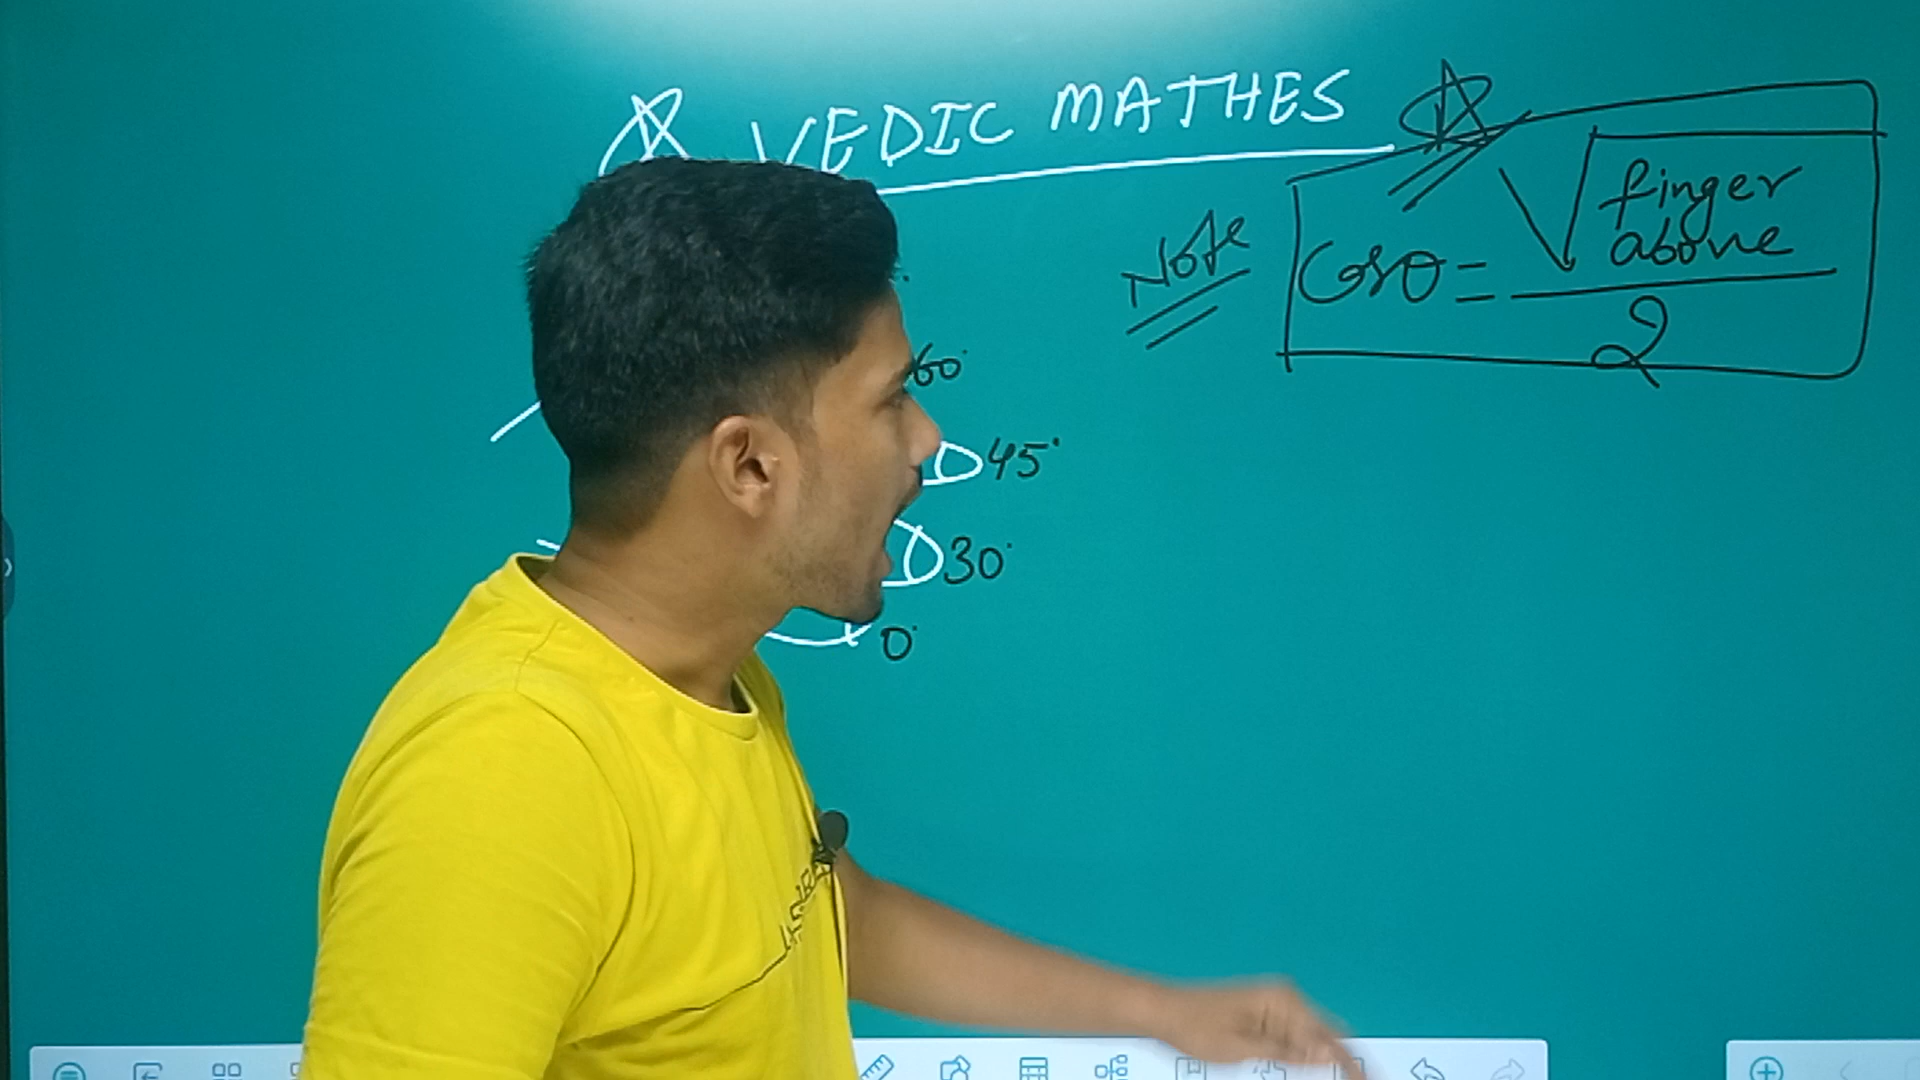 VEDIC MATHES
Note
Cosθ = √finger above / 2
60°
45°
30°
0°